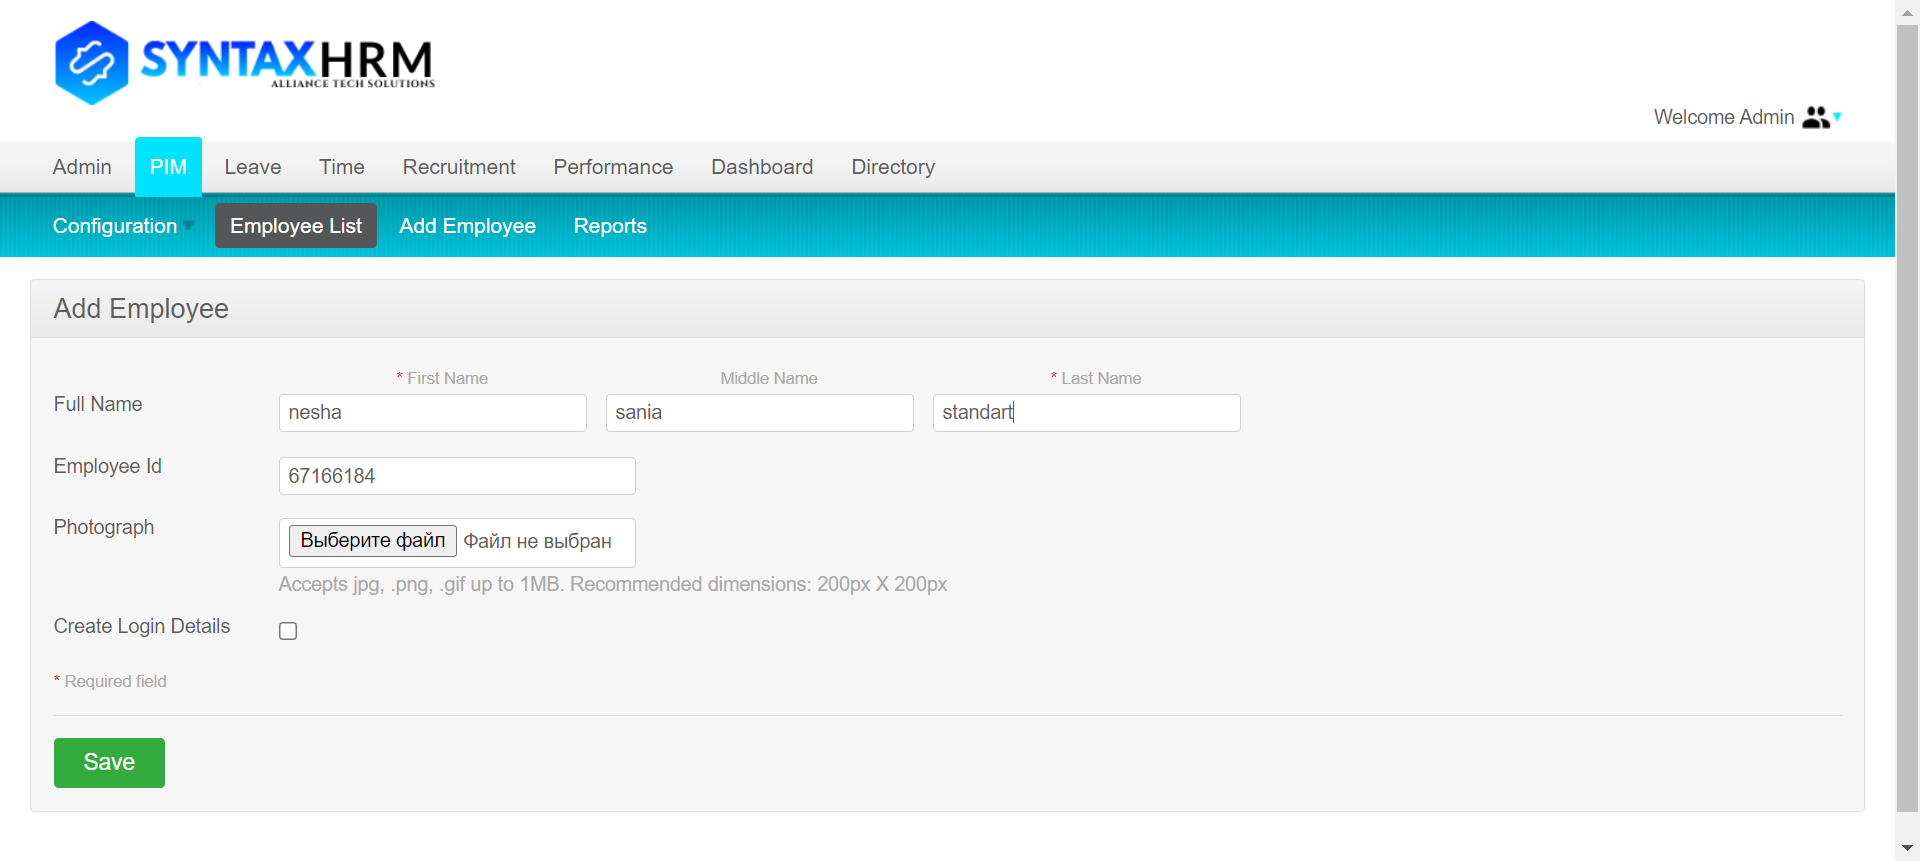 SYNTAXHRM
ALLIANCE TECH SOLUTIONS
Welcome Admin
Admin PIM Leave Time Recruitment Performance Dashboard Directory
Configuration Employee List Add Employee Reports
Add Employee
* First Name Middle Name * Last Name
Full Name nesha sania standart
Employee Id 67166184
Photograph Выберите файл Файл не выбран
Accepts jpg, .png, .gif up to 1MB. Recommended dimensions: 200px X 200px
Create Login Details
* Required field
Save